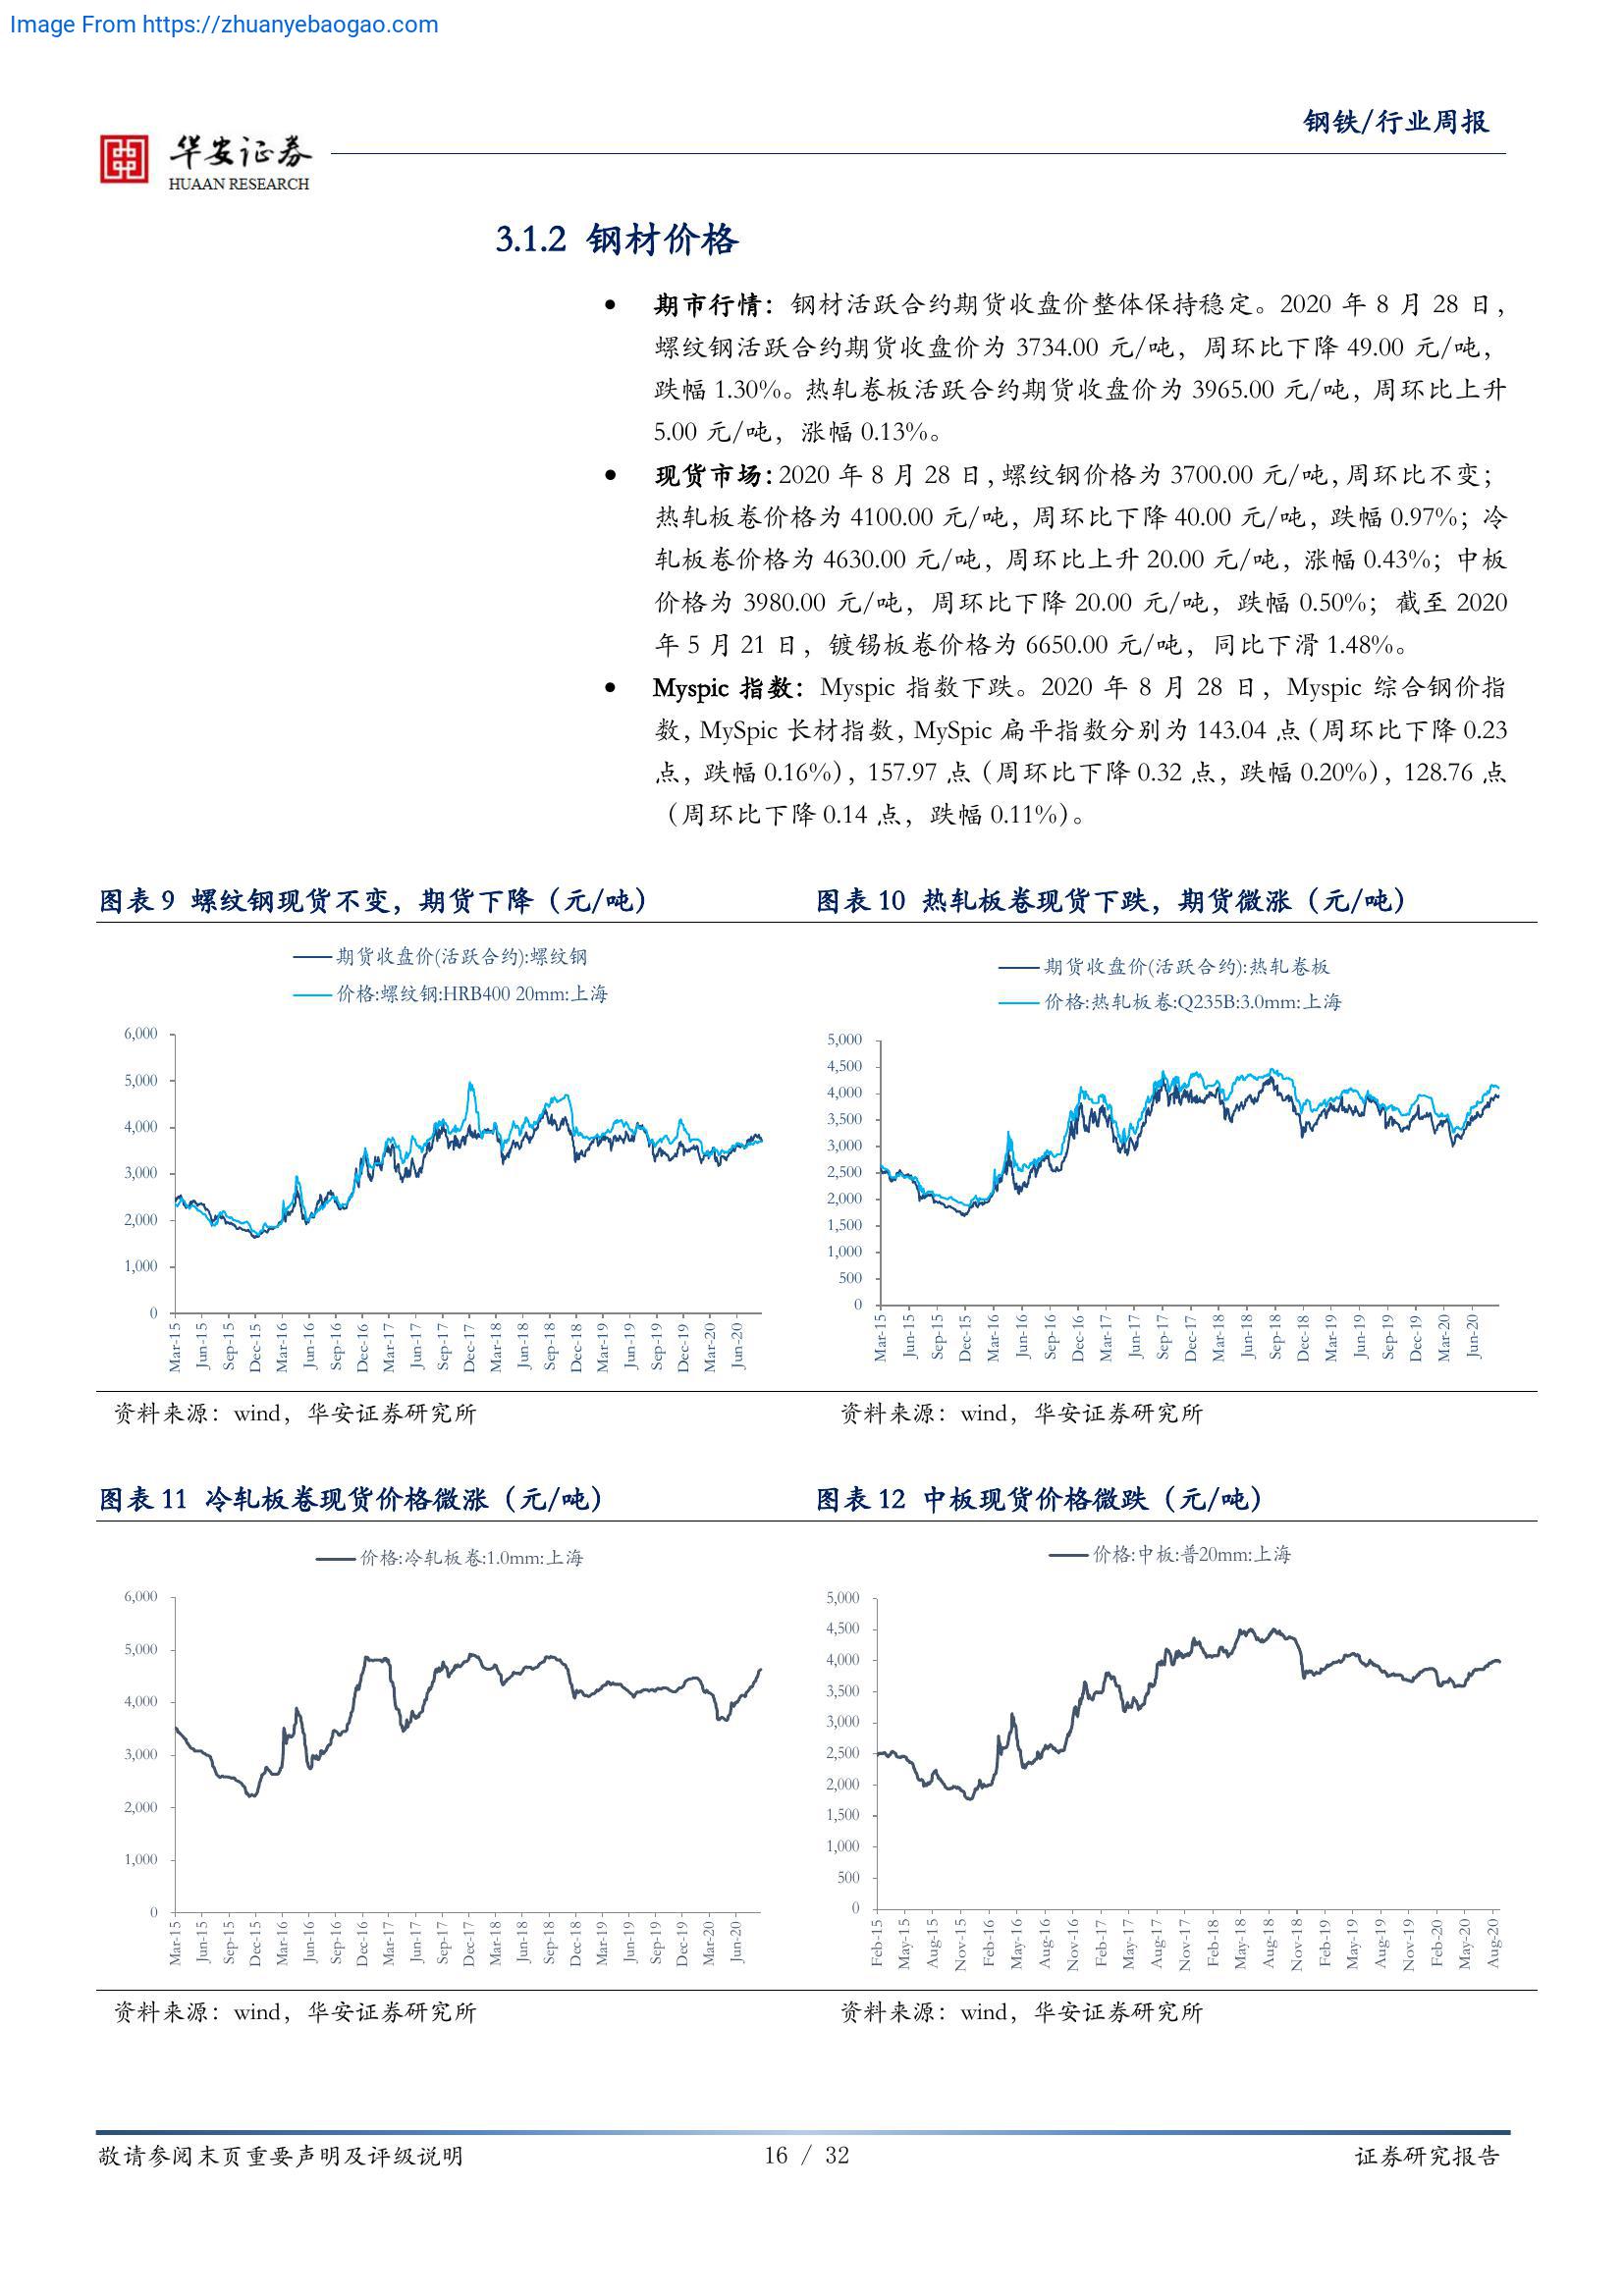 Image From https://zhuanyebaogao.com
钢铁/行业周报
华安证券
HUAAN RESEARCH
3.1.2 钢材价格
• 期市行情：钢材活跃合约期货收盘价整体保持稳定。2020 年 8 月 28 日，
螺纹钢活跃合约期货收盘价为 3734.00 元/吨，周环比下降 49.00 元/吨，
跌幅 1.30%。热轧卷板活跃合约期货收盘价为 3965.00 元/吨，周环比上升
5.00 元/吨，涨幅 0.13%。
• 现货市场：2020 年 8 月 28 日，螺纹钢价格为 3700.00 元/吨，周环比不变；
热轧板卷价格为 4100.00 元/吨，周环比下降 40.00 元/吨，跌幅 0.97%；冷
轧板卷价格为 4630.00 元/吨，周环比上升 20.00 元/吨，涨幅 0.43%；中板
价格为 3980.00 元/吨，周环比下降 20.00 元/吨，跌幅 0.50%；截至 2020
年 5 月 21 日，镀锡板卷价格为 6650.00 元/吨，同比下滑 1.48%。
• Myspic 指数：Myspic 指数下跌。2020 年 8 月 28 日，Myspic 综合钢价指
数，MySpic 长材指数，MySpic 扁平指数分别为 143.04 点（周环比下降 0.23
点，跌幅 0.16%），157.97 点（周环比下降 0.32 点，跌幅 0.20%），128.76 点
（周环比下降 0.14 点，跌幅 0.11%）。
图表 9 螺纹钢现货不变，期货下降（元/吨）
期货收盘价(活跃合约):螺纹钢
价格:螺纹钢:HRB400 20mm:上海
6,000
5,000
4,000
3,000
2,000
1,000
0
Mar-15 Jun-15 Sep-15 Dec-15 Mar-16 Jun-16 Sep-16 Dec-16 Mar-17 Jun-17 Sep-17 Dec-17 Mar-18 Jun-18 Sep-18 Dec-18 Mar-19 Jun-19 Sep-19 Dec-19 Mar-20 Jun-20
资料来源：wind，华安证券研究所
图表 10 热轧板卷现货下跌，期货微涨（元/吨）
期货收盘价(活跃合约):热轧卷板
价格:热轧板卷:Q235B:3.0mm:上海
5,000
4,500
4,000
3,500
3,000
2,500
2,000
1,500
1,000
500
0
Mar-15 Jun-15 Sep-15 Dec-15 Mar-16 Jun-16 Sep-16 Dec-16 Mar-17 Jun-17 Sep-17 Dec-17 Mar-18 Jun-18 Sep-18 Dec-18 Mar-19 Jun-19 Sep-19 Dec-19 Mar-20 Jun-20
资料来源：wind，华安证券研究所
图表 11 冷轧板卷现货价格微涨（元/吨）
价格:冷轧板卷:1.0mm:上海
6,000
5,000
4,000
3,000
2,000
1,000
0
Mar-15 Jun-15 Sep-15 Dec-15 Mar-16 Jun-16 Sep-16 Dec-16 Mar-17 Jun-17 Sep-17 Dec-17 Mar-18 Jun-18 Sep-18 Dec-18 Mar-19 Jun-19 Sep-19 Dec-19 Mar-20 Jun-20
资料来源：wind，华安证券研究所
图表 12 中板现货价格微跌（元/吨）
价格:中板:普20mm:上海
5,000
4,500
4,000
3,500
3,000
2,500
2,000
1,500
1,000
500
0
Feb-15 May-15 Aug-15 Nov-15 Feb-16 May-16 Aug-16 Nov-16 Feb-17 May-17 Aug-17 Nov-17 Feb-18 May-18 Aug-18 Nov-18 Feb-19 May-19 Aug-19 Nov-19 Feb-20 May-20 Aug-20
资料来源：wind，华安证券研究所
敬请参阅末页重要声明及评级说明
16 / 32
证券研究报告